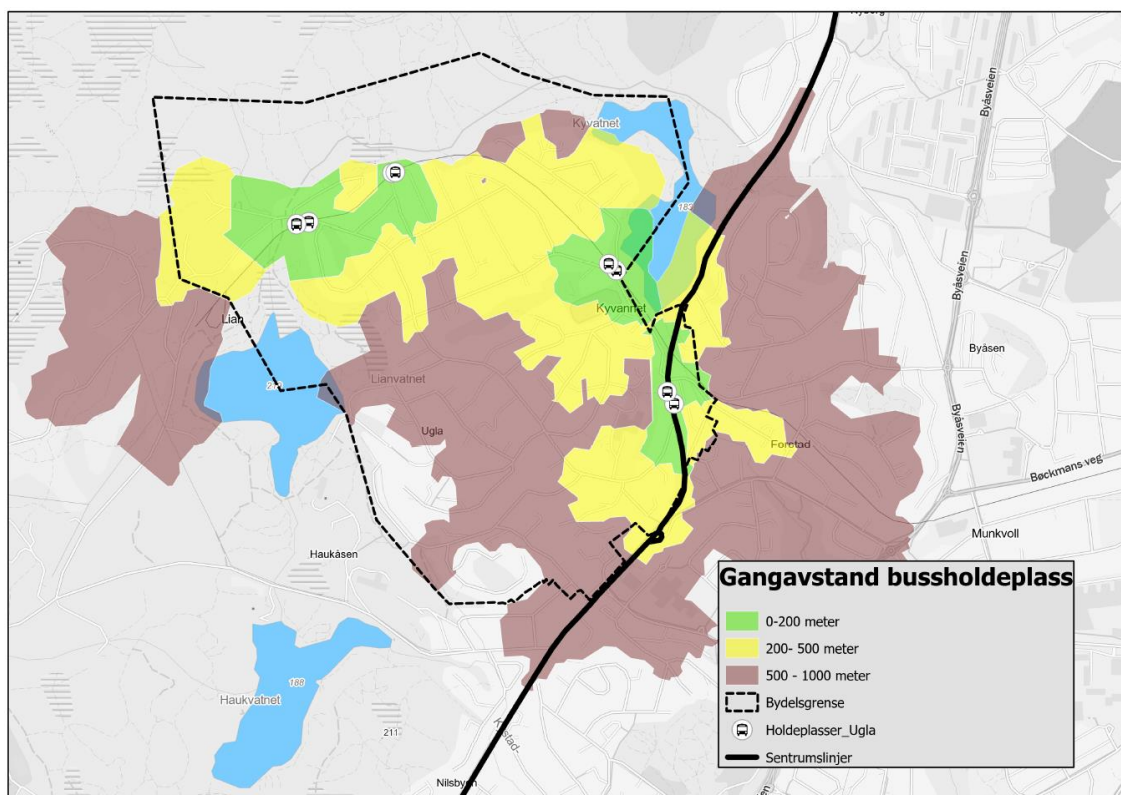 Kyvatnet
183
Byåsveien
Byåsveien
Lian
Kyvannet
Byåsen
Lianvatnet
Ugla
Forstad
Byåsveien
Bøckmans veg
Munkvoll
Haukåsen
188
Haukvatnet
211
Nilsbyen
Gangavstand bussholdeplass
0-200 meter
200- 500 meter
500 - 1000 meter
Bydelsgrense
Holdeplasser_Ugla
Sentrumslinjer